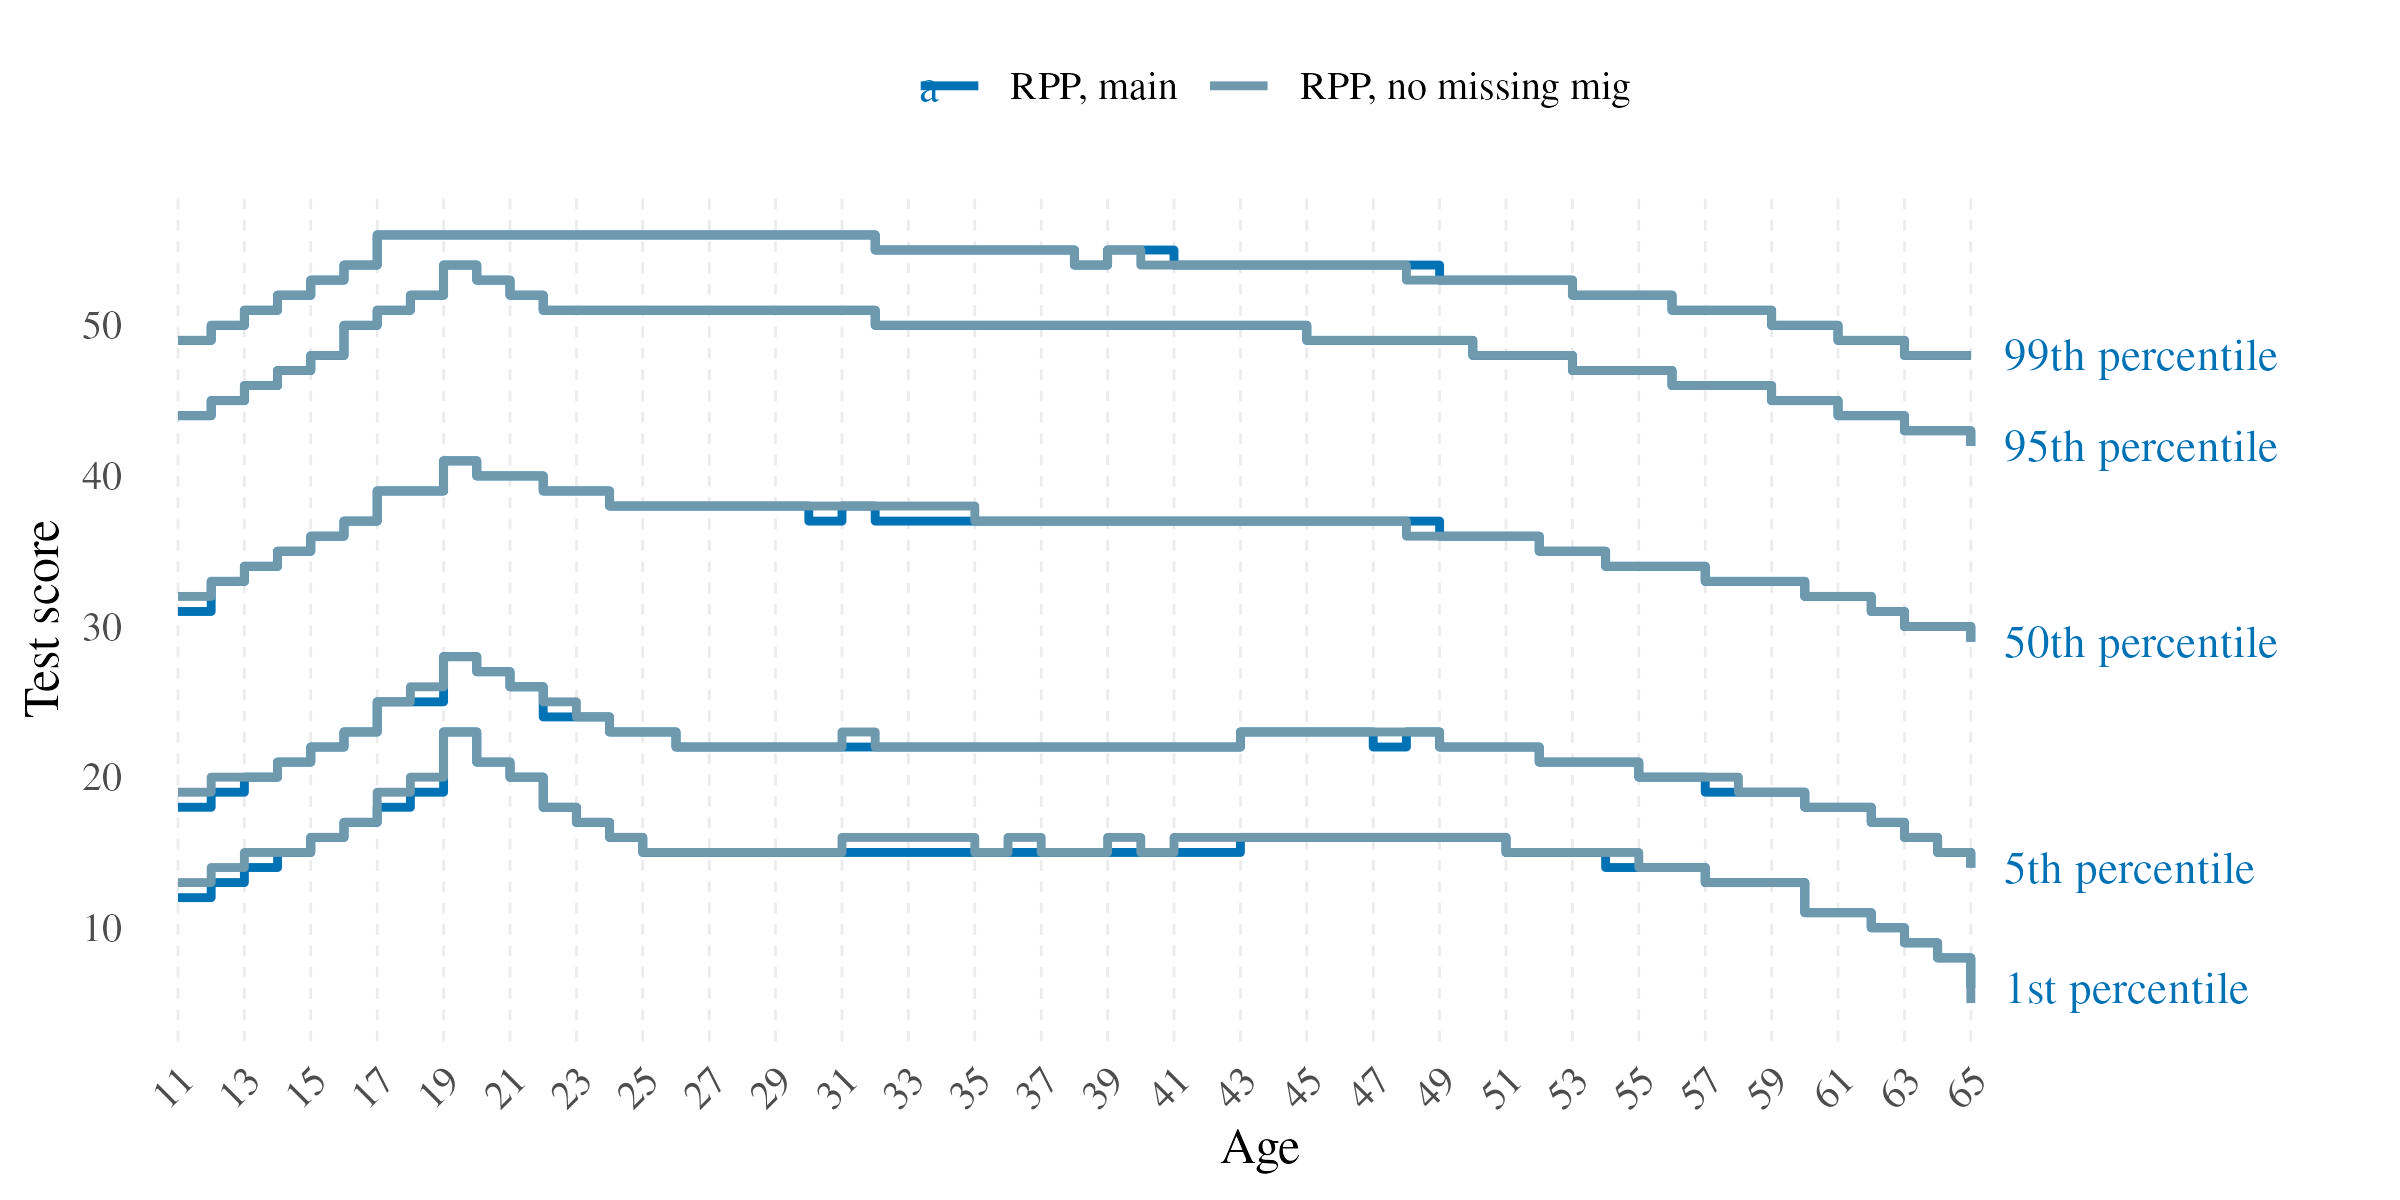 a RPP, main RPP, no missing mig
50
40
30
20
10
Test score
99th percentile
95th percentile
50th percentile
5th percentile
1st percentile
11 13 15 17 19 21 23 25 27 29 31 33 35 37 39 41 43 45 47 49 51 53 55 57 59 61 63 65
Age